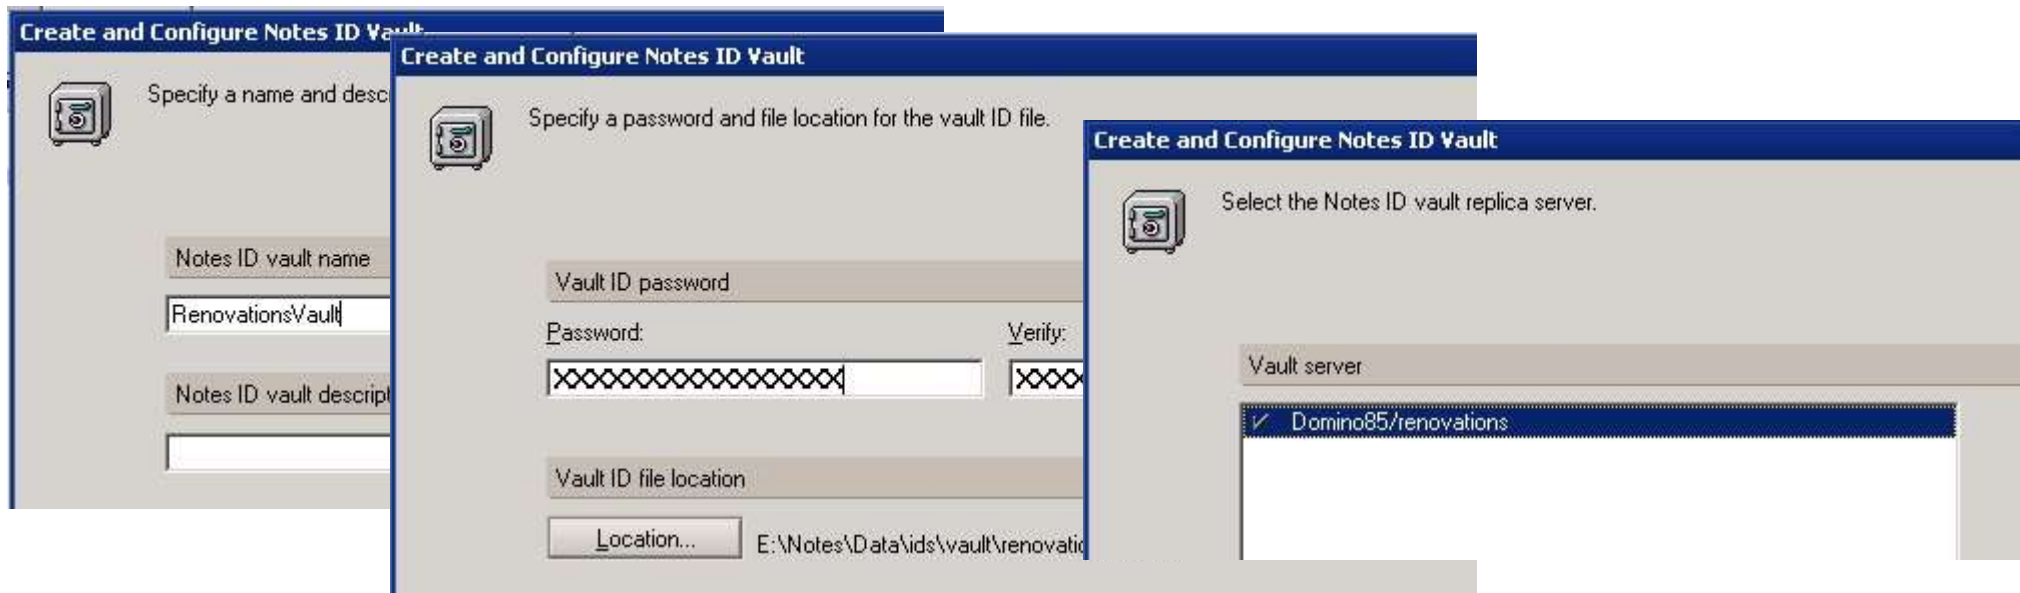 Create and Configure Notes ID Vault
Specify a name and desc
Notes ID vault name
RenovationsVault
Notes ID vault descript
Create and Configure Notes ID Vault
Specify a password and file location for the vault ID file.
Vault ID password
Password:
Verify:
XXXXXXXXXXXXXXXXXX
XXXX
Vault ID file location
Location...
E:\Notes\Data\ids\vault\renovatio
Create and Configure Notes ID Vault
Select the Notes ID vault replica server.
Vault server
✓ Domino85/renovations